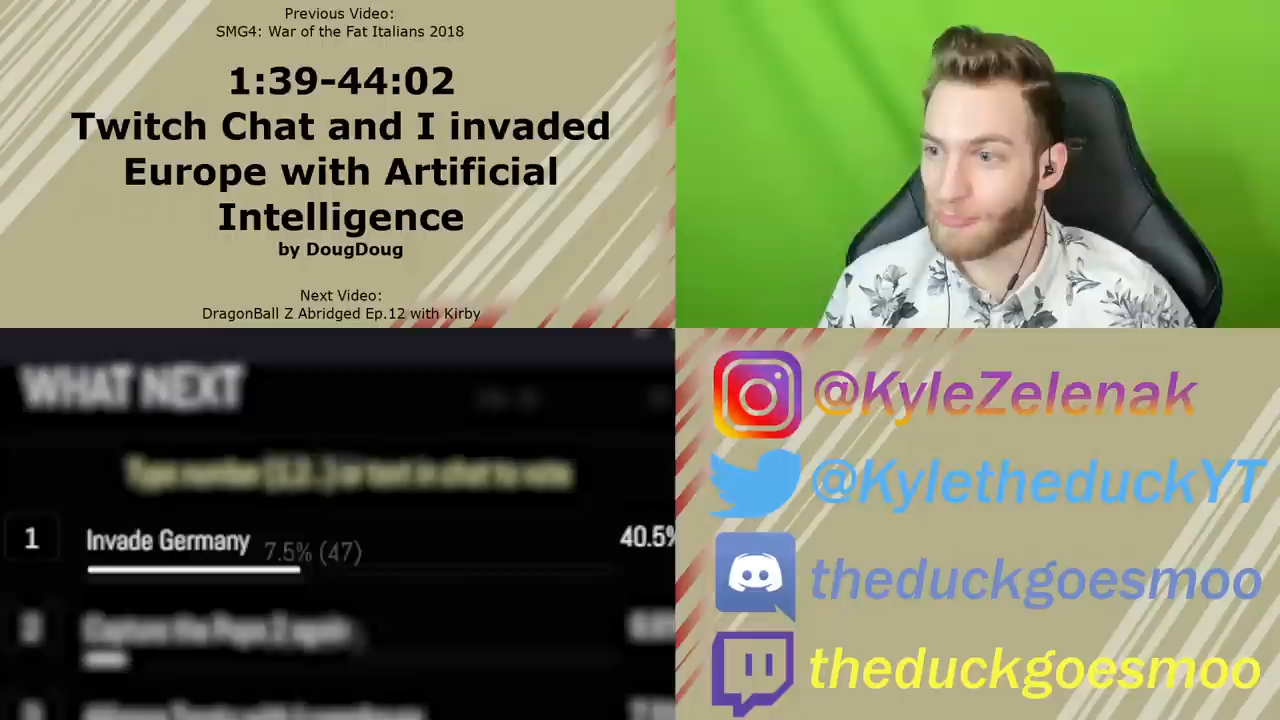 Previous Video:
SMG4: War of the Fat Italians 2018
1:39-44:02
Twitch Chat and I invaded
Europe with Artificial
Intelligence
by DougDoug
Next Video:
DragonBall Z Abridged Ep.12 with Kirby
WHAT NEXT
1
Invade Germany
7.5% (47)
40.5%
2
@KyleZelenak
@KyletheduckYT
theduckgoesmoo
theduckgoesmoo